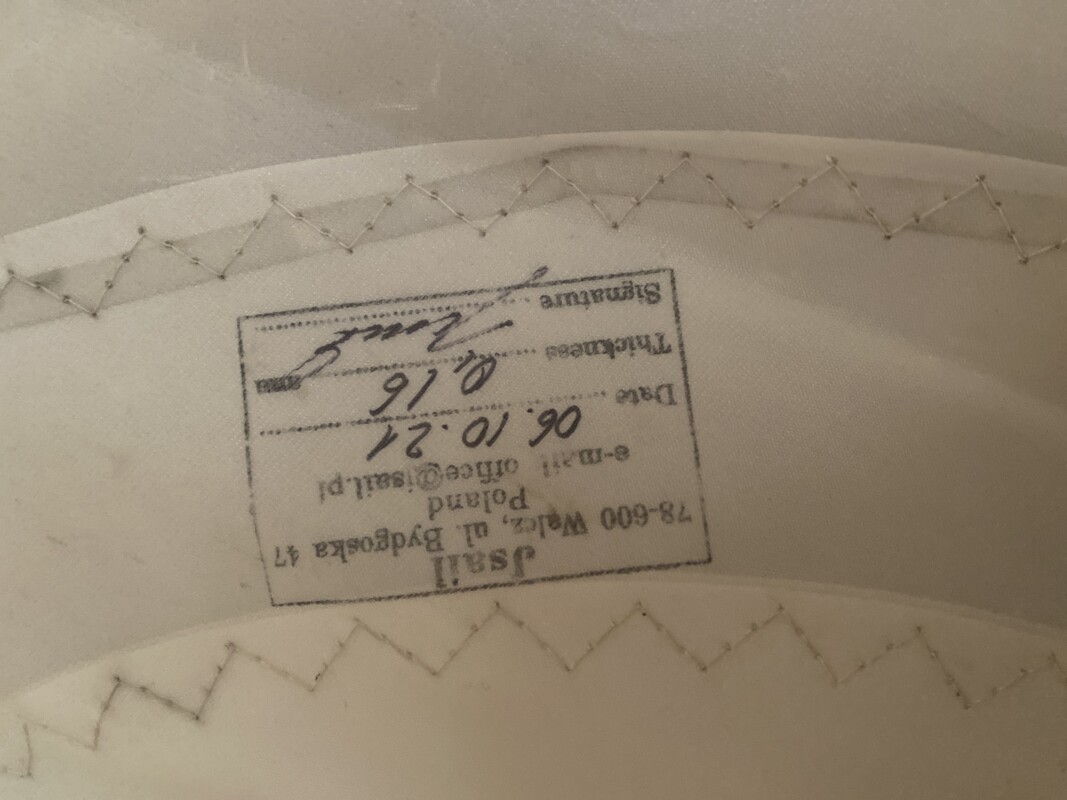 Jsail
78-600 Wałcz, ul. Bydgoska 47
Poland
e-mail office@jsail.pl
Date 06.10.21
Thickness 0,16 mm
Signature